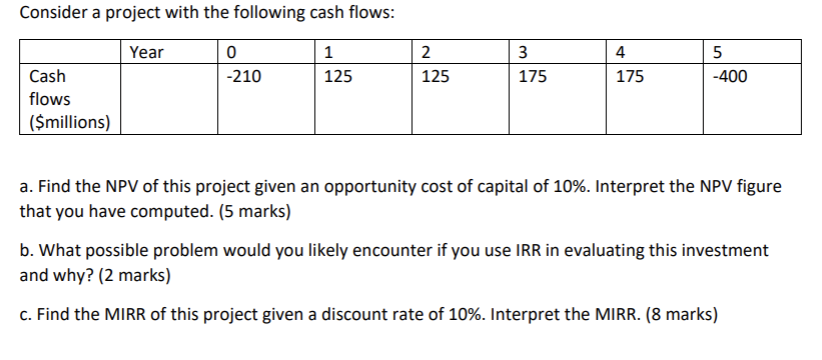 Consider a project with the following cash flows:
Year 0 1 2 3 4 5
Cash -210 125 125 175 175 -400
flows
($millions)
a. Find the NPV of this project given an opportunity cost of capital of 10%. Interpret the NPV figure
that you have computed. (5 marks)
b. What possible problem would you likely encounter if you use IRR in evaluating this investment
and why? (2 marks)
c. Find the MIRR of this project given a discount rate of 10%. Interpret the MIRR. (8 marks)